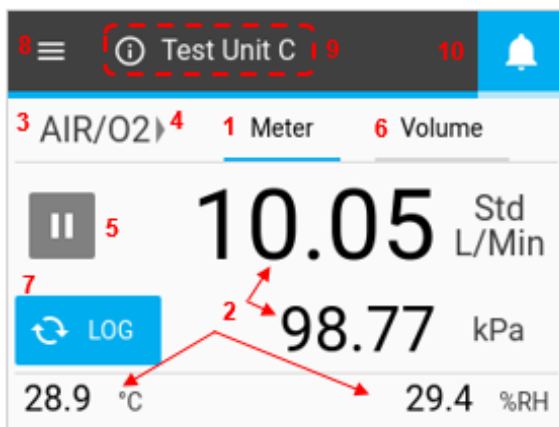 8 Test Unit C 9 10
3 AIR/O2 4 1 Meter 6 Volume
5 10.05 Std L/Min
7 LOG 2 98.77 kPa
28.9 °C 29.4 %RH